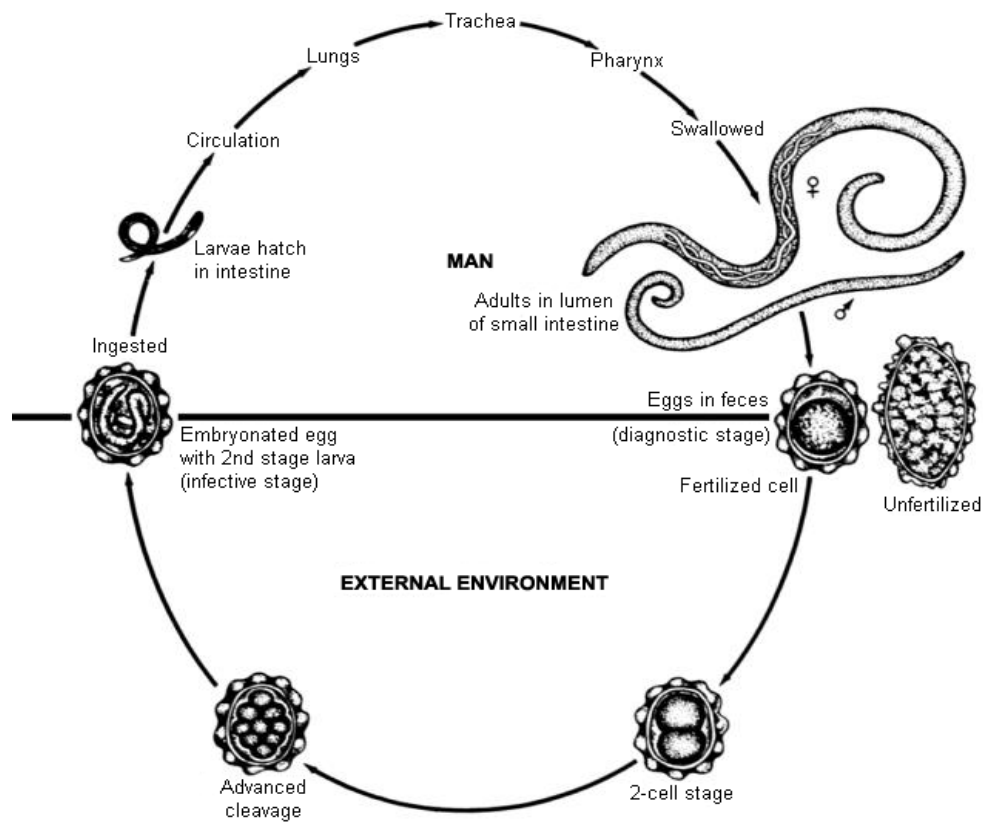 Trachea
Lungs
Pharynx
Circulation
Swallowed
♀
Larvae hatch
in intestine
MAN
Adults in lumen
of small intestine
♂
Ingested
Eggs in feces
(diagnostic stage)
Embryonated egg
with 2nd stage larva
(infective stage)
Fertilized cell
Unfertilized
EXTERNAL ENVIRONMENT
Advanced
cleavage
2-cell stage